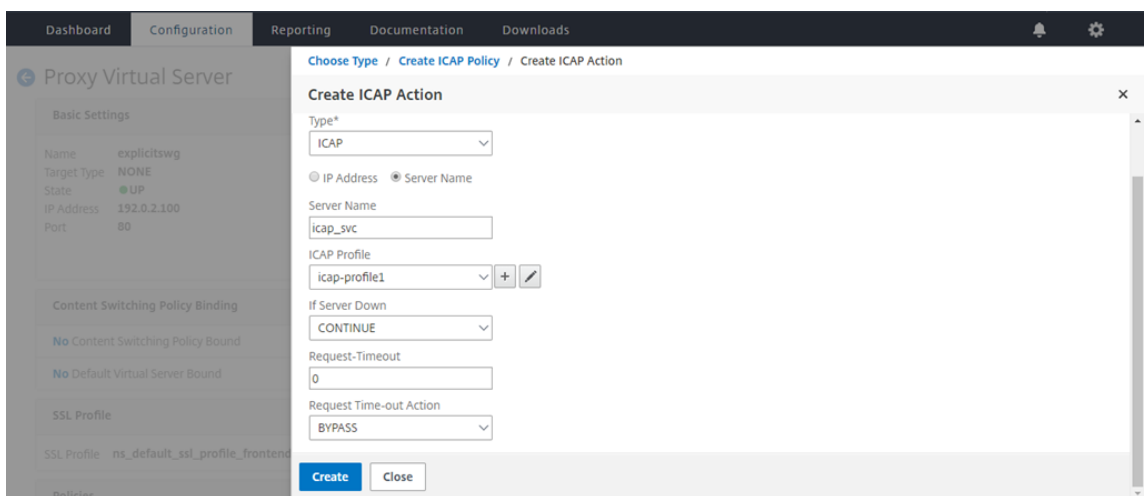 Dashboard Configuration Reporting Documentation Downloads
Proxy Virtual Server
Basic Settings
Name explicitswg
Target Type NONE
State UP
IP Address 192.0.2.100
Port 80
Content Switching Policy Binding
No Content Switching Policy Bound
No Default Virtual Server Bound
SSL Profile
SSL Profile ns_default_ssl_profile_frontend
Policies
Choose Type / Create ICAP Policy / Create ICAP Action
Create ICAP Action
Type*
ICAP
IP Address Server Name
Server Name
icap_svc
ICAP Profile
icap-profile1
If Server Down
CONTINUE
Request-Timeout
0
Request Time-out Action
BYPASS
Create Close